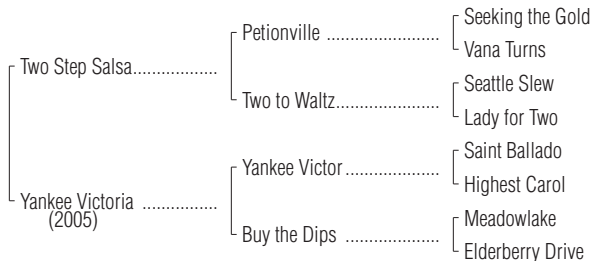 Seeking the Gold
Petionville .....................
Vana Turns
Two Step Salsa................
Seattle Slew
Two to Waltz...................
Lady for Two
Saint Ballado
Yankee Victor.................
Highest Carol
Yankee Victoria ..............
(2005)
Meadowlake
Buy the Dips .................
Elderberry Drive